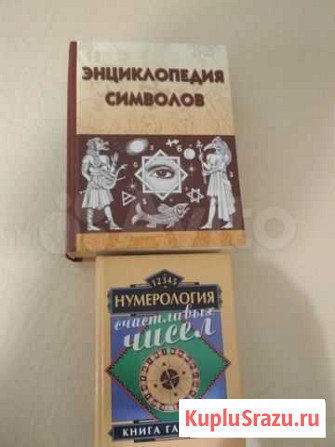 ЭНЦИКЛОПЕДИЯ
СИМВОЛОВ
12345
НУМЕРОЛОГИЯ
счастливых
чисел
КНИГА
KupluSrazu.ru